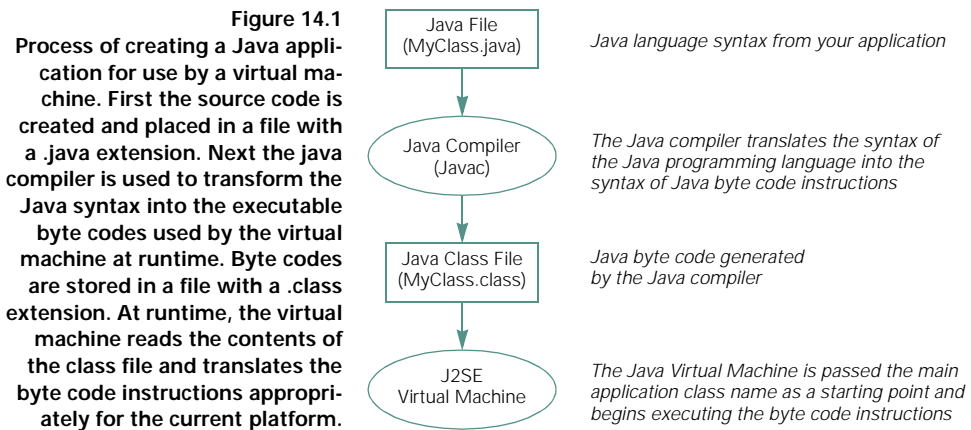 Figure 14.1
Process of creating a Java appli-
cation for use by a virtual ma-
chine. First the source code is
created and placed in a file with
a .java extension. Next the java
compiler is used to transform the
Java syntax into the executable
byte codes used by the virtual
machine at runtime. Byte codes
are stored in a file with a .class
extension. At runtime, the virtual
machine reads the contents of
the class file and translates the
byte code instructions appropri-
ately for the current platform.
Java File
(MyClass.java)
Java language syntax from your application
Java Compiler
(Javac)
The Java compiler translates the syntax of
the Java programming language into the
syntax of Java byte code instructions
Java Class File
(MyClass.class)
Java byte code generated
by the Java compiler
J2SE
Virtual Machine
The Java Virtual Machine is passed the main
application class name as a starting point and
begins executing the byte code instructions